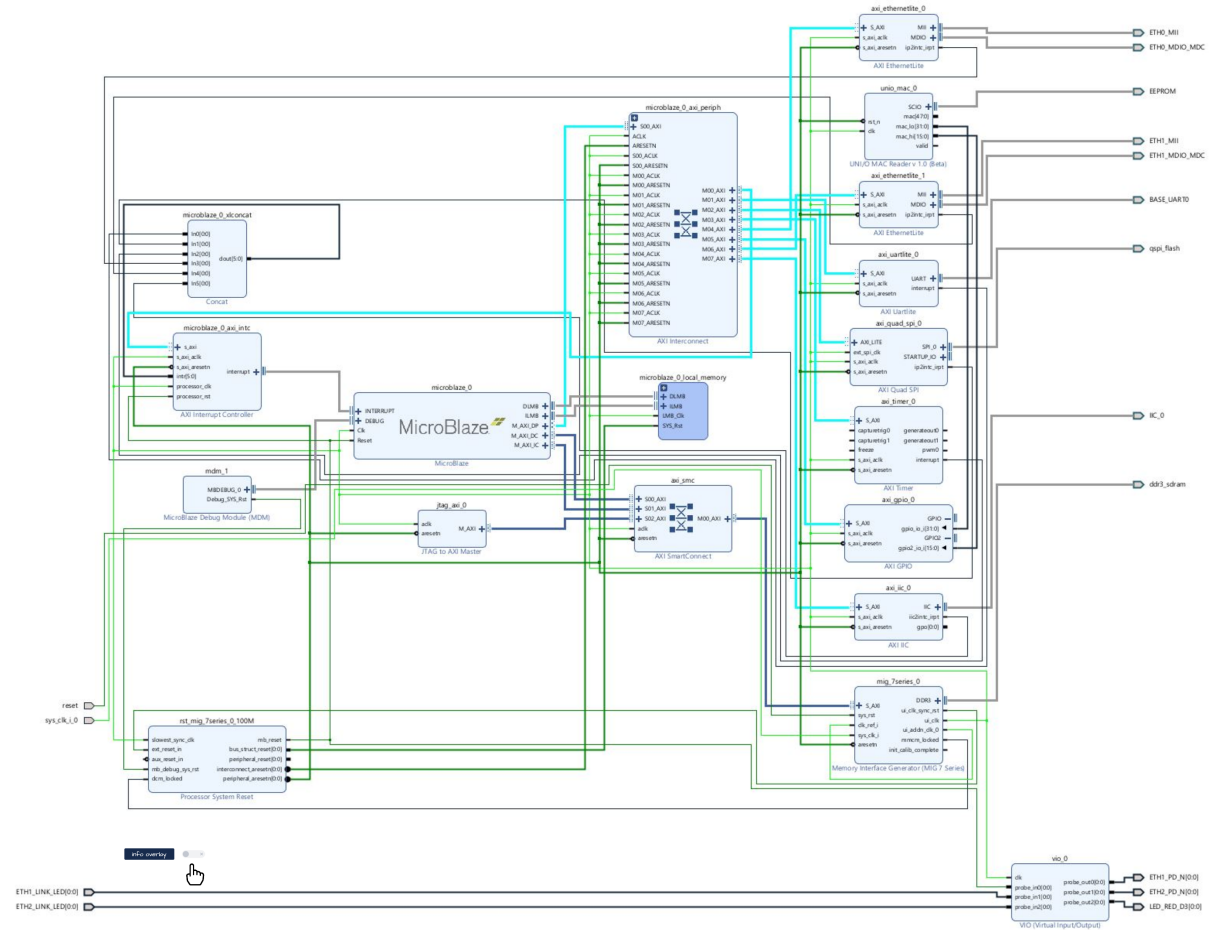 axi_ethernetlite_0
S_AXI
s_axi_aclk
s_axi_aresetn
MII
MDIO
ip2intc_irpt
AXI EthernetLite
ETH0_MII
ETH0_MDIO_MDC
unio_mac_0
rst_n
clk
SCIO
mac[47:0]
mac_lo[31:0]
mac_hi[15:0]
valid
UNI/O MAC Reader v 1.0 (Beta)
EEPROM
ETH1_MII
ETH1_MDIO_MDC
microblaze_0_axi_periph
S00_AXI
ACLK
ARESETN
S00_ACLK
S00_ARESETN
M00_ACLK
M00_ARESETN
M01_ACLK
M01_ARESETN
M02_ACLK
M02_ARESETN
M03_ACLK
M03_ARESETN
M04_ACLK
M04_ARESETN
M05_ACLK
M05_ARESETN
M06_ACLK
M06_ARESETN
M07_ACLK
M07_ARESETN
M00_AXI
M01_AXI
M02_AXI
M03_AXI
M04_AXI
M05_AXI
M06_AXI
M07_AXI
AXI Interconnect
axi_ethernetlite_1
S_AXI
s_axi_aclk
s_axi_aresetn
MII
MDIO
ip2intc_irpt
AXI EthernetLite
BASE_UART0
microblaze_0_xlconcat
In0[0:0]
In1[0:0]
In2[0:0]
In3[0:0]
In4[0:0]
In5[0:0]
dout[5:0]
Concat
axi_uartlite_0
S_AXI
s_axi_aclk
s_axi_aresetn
UART
interrupt
AXI Uartlite
qspi_flash
microblaze_0_axi_intc
s_axi
s_axi_aclk
s_axi_aresetn
intr[5:0]
processor_clk
processor_rst
interrupt
AXI Interrupt Controller
axi_quad_spi_0
AXI_LITE
ext_spi_clk
s_axi_aclk
s_axi_aresetn
SPI_0
STARTUP_IO
ip2intc_irpt
AXI Quad SPI
microblaze_0
INTERRUPT
DEBUG
Clk
Reset
MicroBlaze
DLMB
ILMB
M_AXI_DP
M_AXI_DC
M_AXI_IC
MicroBlaze
microblaze_0_local_memory
DLMB
ILMB
LMB_Clk
SYS_Rst
axi_timer_0
S_AXI
capturetrig0
capturetrig1
freeze
s_axi_aclk
s_axi_aresetn
generateout0
generateout1
pwm0
interrupt
AXI Timer
IIC_0
mdm_1
MBDEBUG_0
Debug_SYS_Rst
MicroBlaze Debug Module (MDM)
jtag_axi_0
aclk
aresetn
M_AXI
JTAG to AXI Master
axi_smc
S00_AXI
S01_AXI
S02_AXI
aclk
aresetn
M00_AXI
AXI SmartConnect
ddr3_sdram
axi_gpio_0
S_AXI
s_axi_aclk
s_axi_aresetn
GPIO
gpio_io_i[31:0]
GPIO2
gpio2_io_i[15:0]
AXI GPIO
axi_iic_0
S_AXI
s_axi_aclk
s_axi_aresetn
IIC
iic2intc_irpt
gpo[0:0]
AXI IIC
reset
sys_clk_i_0
mig_7series_0
S_AXI
sys_rst
clk_ref_i
sys_clk_i
aresetn
DDR3
ui_clk_sync_rst
ui_clk
ui_addn_clk_0
mmcm_locked
init_calib_complete
Memory Interface Generator (MIG 7 Series)
rst_mig_7series_0_100M
slowest_sync_clk
ext_reset_in
aux_reset_in
mb_debug_sys_rst
dcm_locked
mb_reset
bus_struct_reset[0:0]
peripheral_reset[0:0]
interconnect_aresetn[0:0]
peripheral_aresetn[0:0]
Processor System Reset
info overlay
ETH1_LINK_LED[0:0]
ETH2_LINK_LED[0:0]
vio_0
clk
probe_in0[0:0]
probe_in1[0:0]
probe_in2[0:0]
probe_out0[0:0]
probe_out1[0:0]
probe_out2[0:0]
VIO (Virtual Input/Output)
ETH1_PD_N[0:0]
ETH2_PD_N[0:0]
LED_RED_D3[0:0]